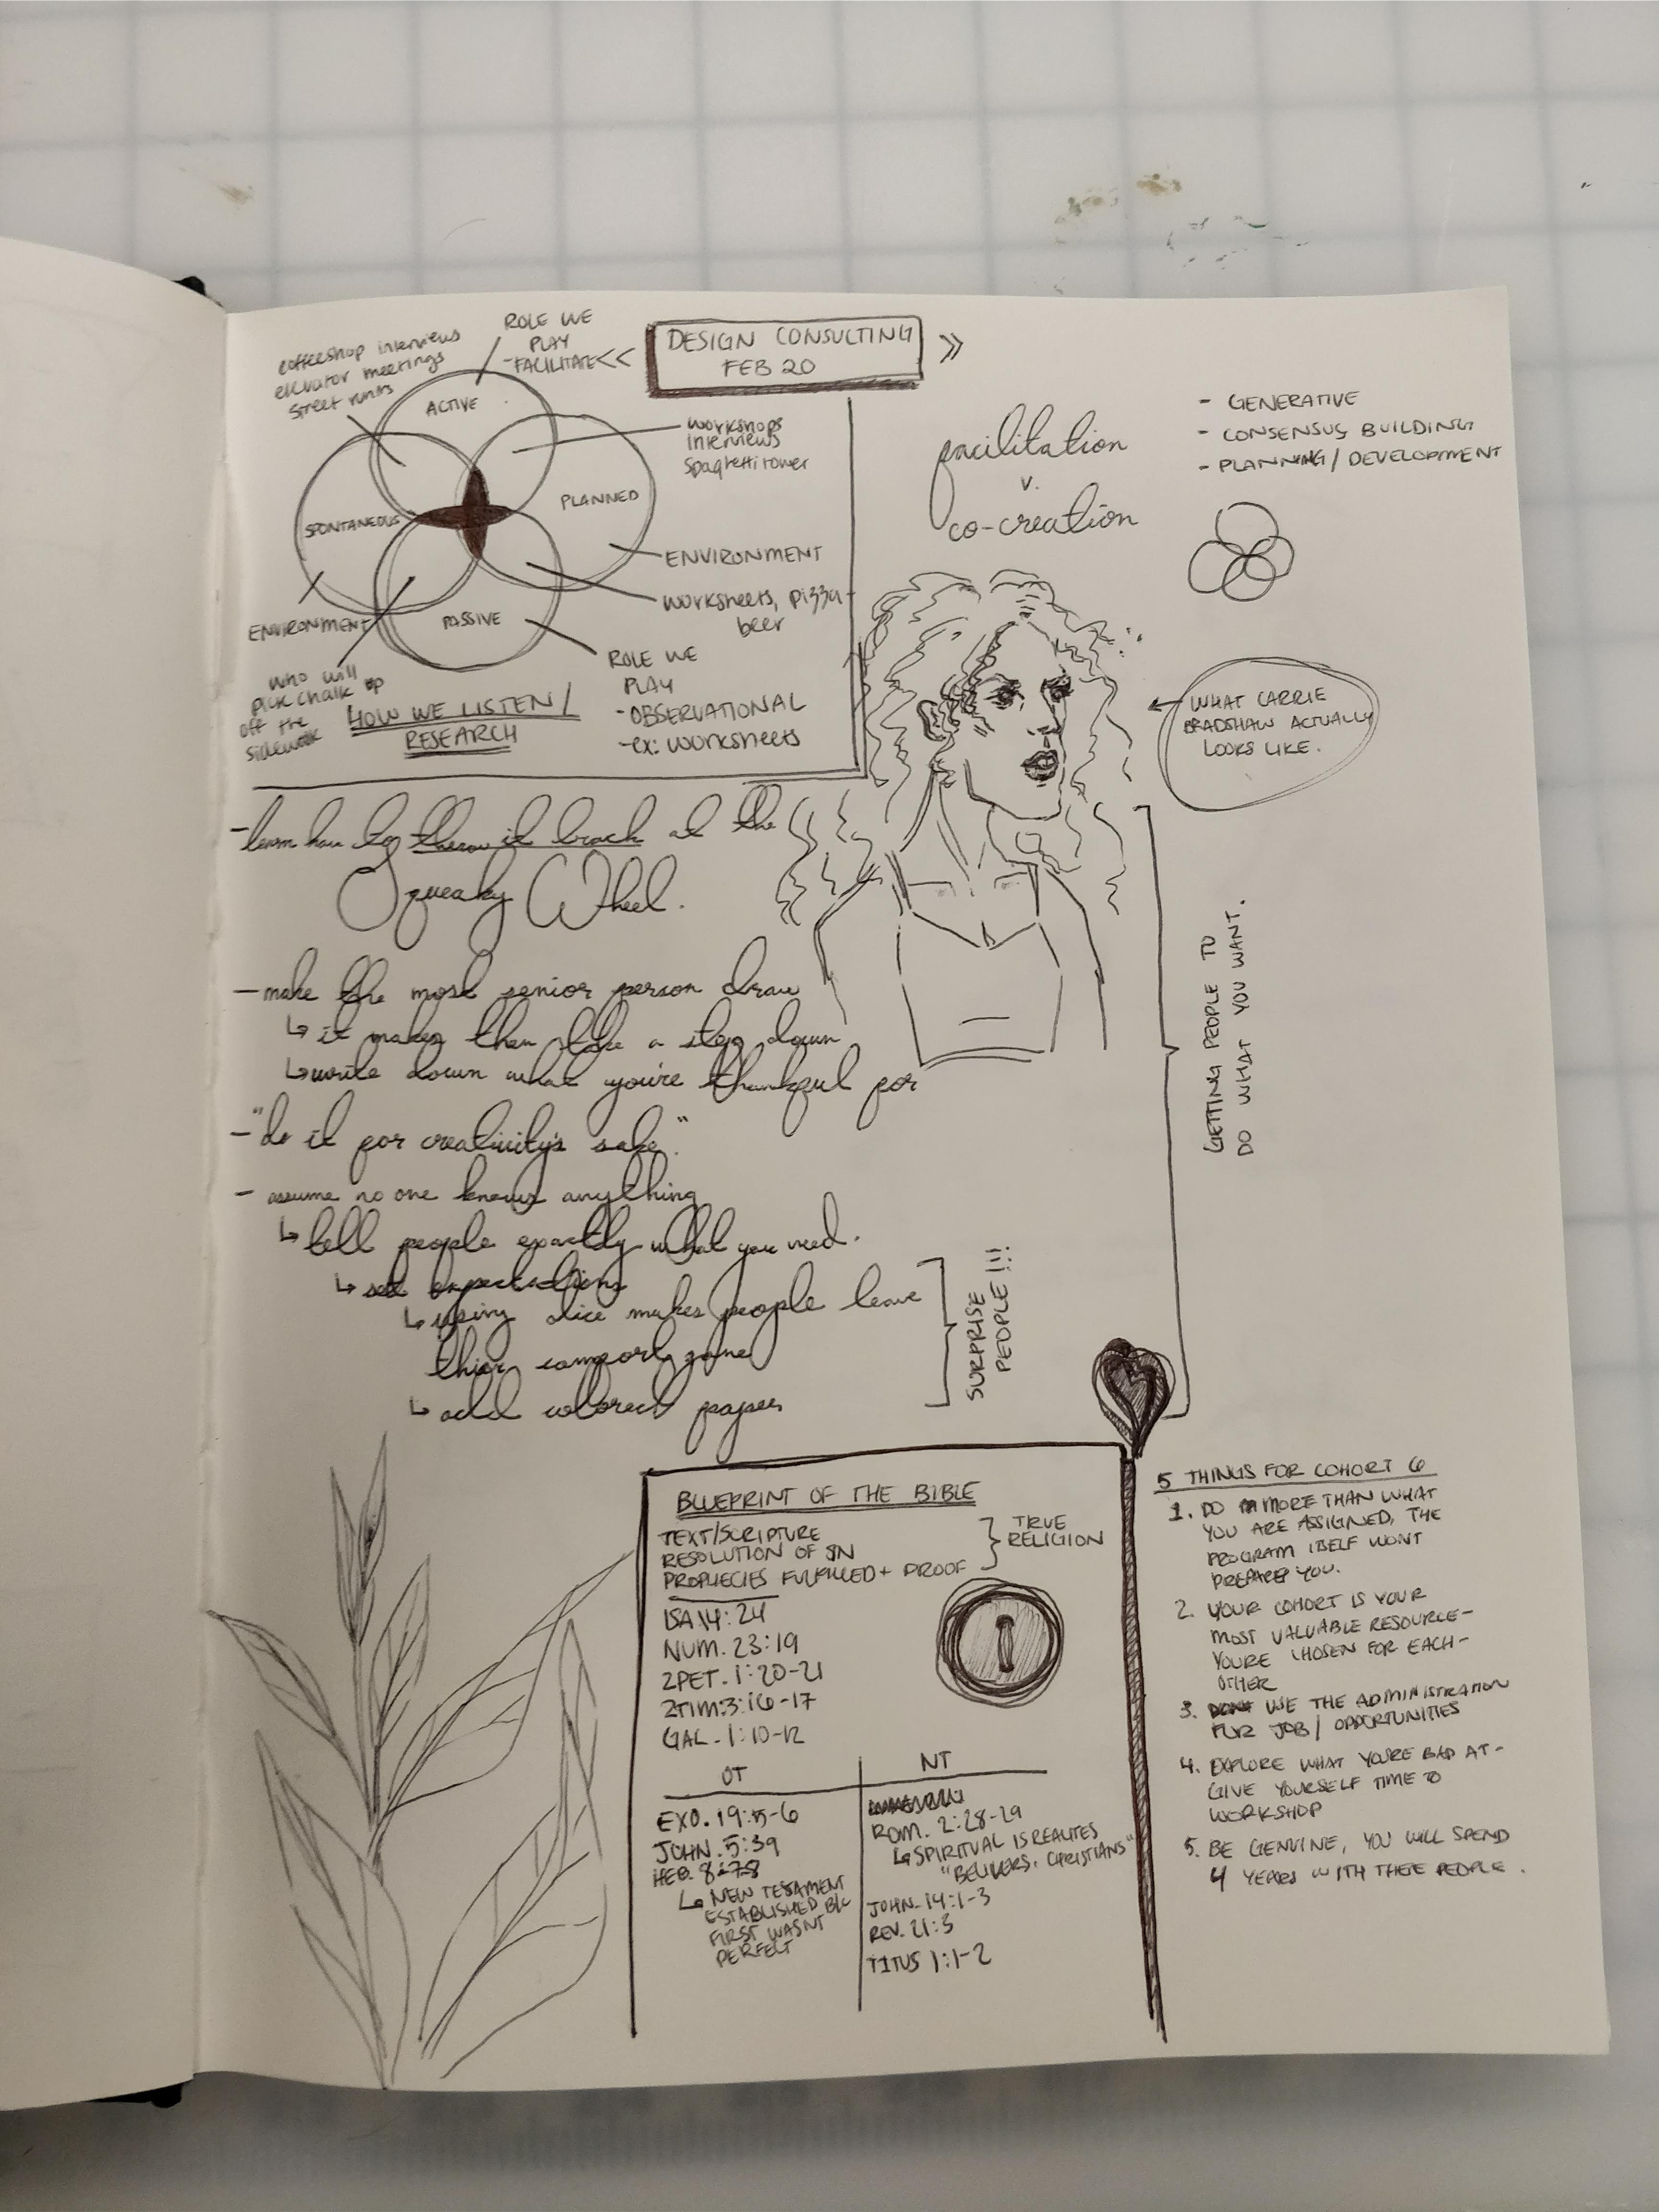 DESIGN CONSULTING
FEB 20
<<
>>
ROLE WE
PLAY
-FACILITATE
coffeeshop interviews
elevator meetings
street runs
ACTIVE
workshops
interviews
spaghetti tower
PLANNED
SPONTANEOUS
ENVIRONMENT
worksheets, pizza
beer
ENVIRONMENT
PASSIVE
ROLE WE
PLAY
-OBSERVATIONAL
-ex: worksheets
who will
pick chalk up
off the
sidewalk
HOW WE LISTEN/
RESEARCH
facilitation
v.
co-creation
- GENERATIVE
- CONSENSUS BUILDING
- PLANNING / DEVELOPMENT
WHAT CARRIE
BRADSHAW ACTUALLY
LOOKS LIKE.
-learn how to throw it back at the
Squeaky Wheel.
- make the most senior person draw
↳ it makes them take a step down
↳ write down what you're thankful for
- "do it for creativity's sake."
- assume no one knows anything
↳ tell people exactly what you need.
↳ set expectations
↳ using dice makes people leave
thier comfort zone
↳ add colored paper
SURPRISE
PEOPLE!!!
GETTING PEOPLE TO
DO WHAT YOU WANT.
BLUEPRINT OF THE BIBLE
TEXT/SCRIPTURE
RESOLUTION OF SIN
PROPHECIES FULFILLED + PROOF
TRUE
RELIGION
ISA 14:24
NUM. 23:19
2PET. 1:20-21
2TIM:3:16-17
GAL. 1:10-12
OT
EXO. 19:5-6
JOHN. 5:39
HEB. 8:7-8
↳ NEW TESTAMENT
ESTABLISHED B/C
FIRST WASN'T
PERFECT
NT
ROM. 2:28-29
↳ SPIRITUAL ISREALITES
"BELIVERS, CHRISTIANS"
JOHN. 14:1-3
REV. 21:3
TITUS 1:1-2
5 THINGS FOR COHORT 6
1. DO MORE THAN WHAT
YOU ARE ASSIGNED, THE
PROGRAM ITSELF WONT
PREPARE YOU.
2. YOUR COHORT IS YOUR
MOST VALUABLE RESOURCE-
YOURE CHOSEN FOR EACH-
OTHER
3. DONT USE THE ADMINISTRATION
FOR JOB / OPPORTUNITIES
4. EXPLORE WHAT YOURE BAD AT-
GIVE YOURSELF TIME TO
WORKSHOP
5. BE GENUINE, YOU WILL SPEND
4 YEARS WITH THESE PEOPLE.